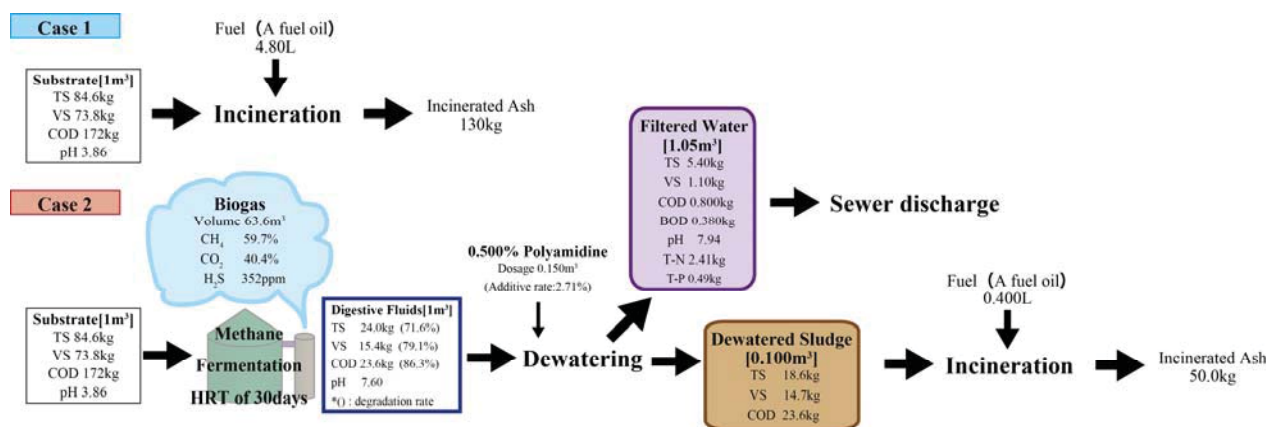 Case 1
Fuel (A fuel oil)
4.80L
Substrate[1m³]
TS 84.6kg
VS 73.8kg
COD 172kg
pH 3.86
Incineration
Incinerated Ash
130kg
Case 2
Biogas
Volume 63.6m³
CH₄ 59.7%
CO₂ 40.4%
H₂S 352ppm
Substrate[1m³]
TS 84.6kg
VS 73.8kg
COD 172kg
pH 3.86
Methane
Fermentation
HRT of 30days
Digestive Fluids[1m³]
TS 24.0kg (71.6%)
VS 15.4kg (79.1%)
COD 23.6kg (86.3%)
pH 7.60
*() : degradation rate
0.500% Polyamidine
Dosage 0.150m³
(Additive rate:2.71%)
Dewatering
Filtered Water
[1.05m³]
TS 5.40kg
VS 1.10kg
COD 0.800kg
BOD 0.380kg
pH 7.94
T-N 2.41kg
T-P 0.49kg
Sewer discharge
Dewatered Sludge
[0.100m³]
TS 18.6kg
VS 14.7kg
COD 23.6kg
Fuel (A fuel oil)
0.400L
Incineration
Incinerated Ash
50.0kg